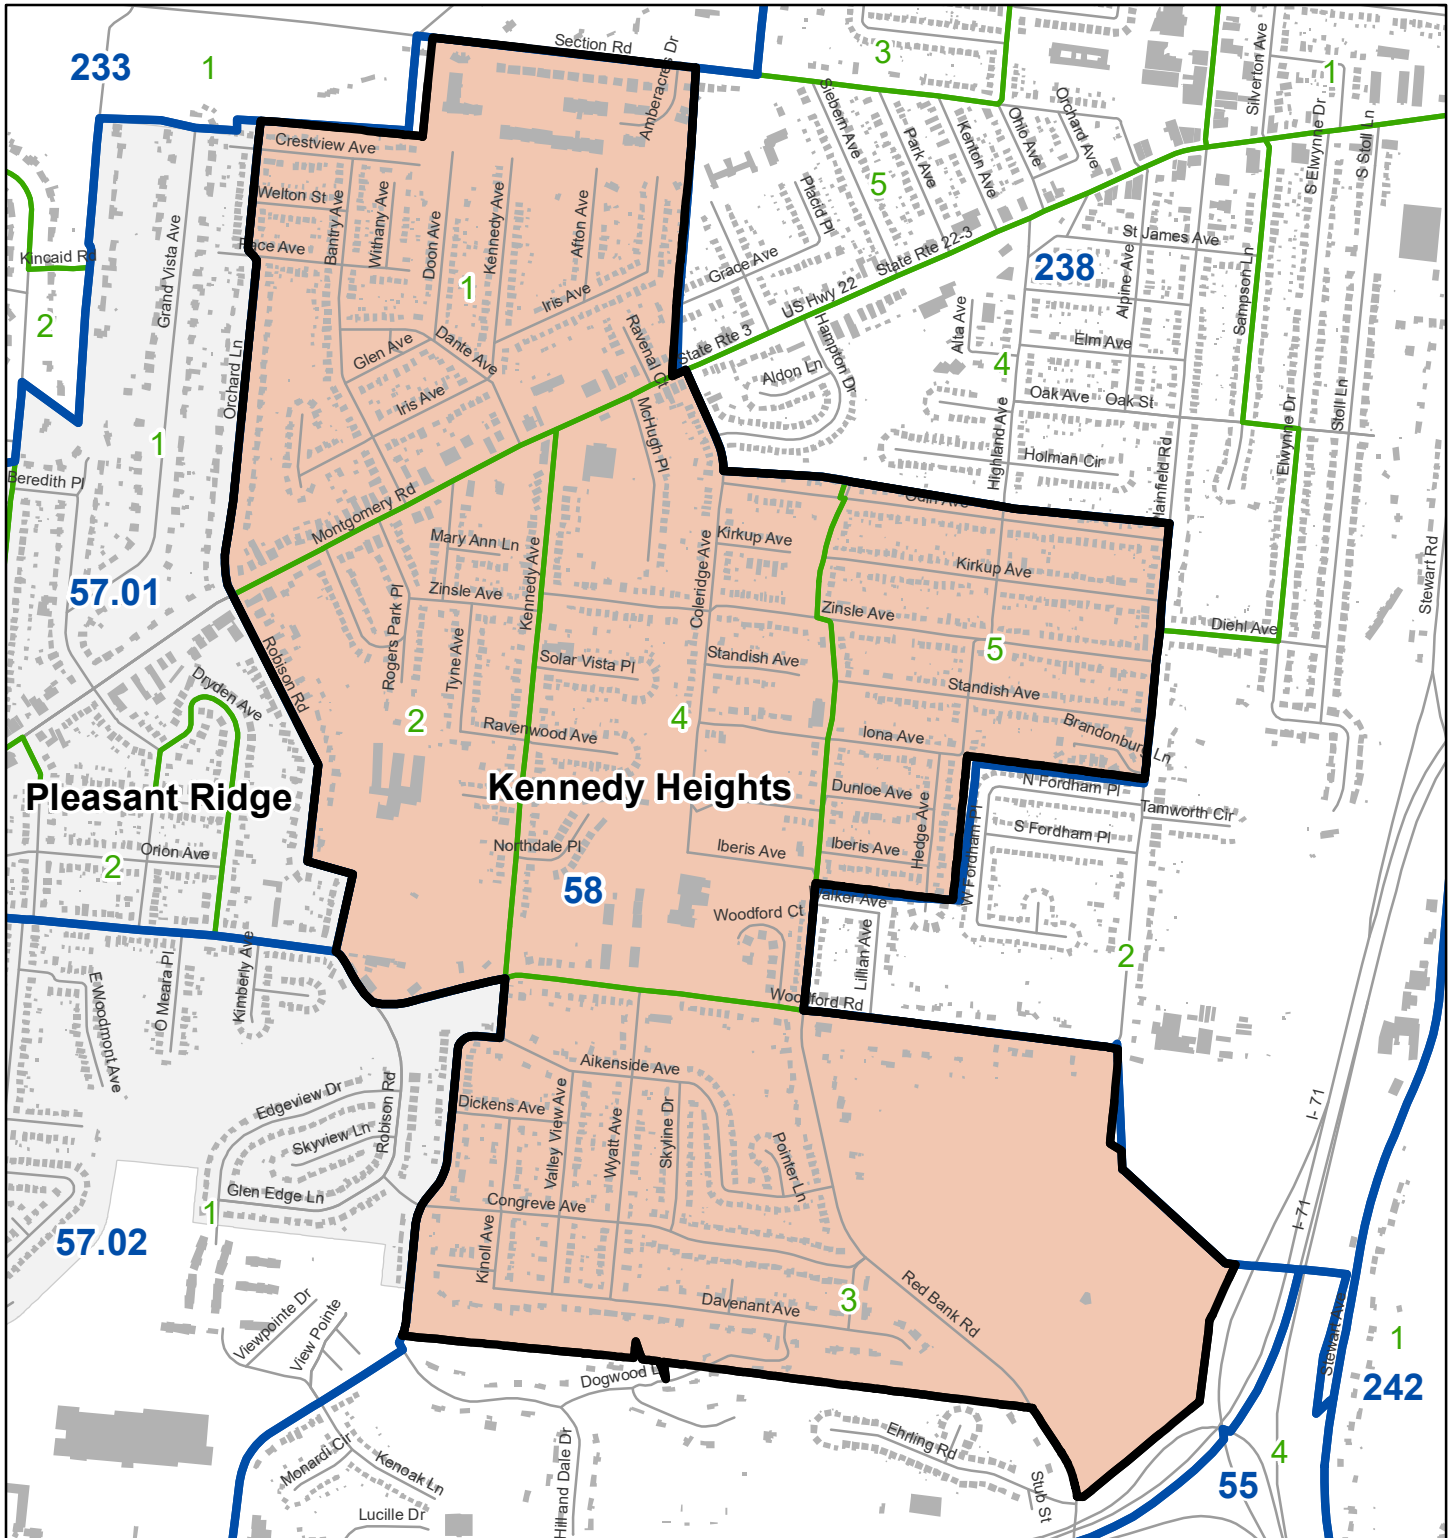 Section Rd
Amberacres Dr
3
1
233
1
Silverton Ave
Siebern Ave
Park Ave
Kenton Ave
Ohio Ave
Orchard Ave
S Elwynne Dr
S Stoll Ln
Crestview Ave
Welton St
Bantry Ave
Withany Ave
Doon Ave
Kennedy Ave
Afton Ave
Placid Pl
5
Grand Vista Ave
Kincaid Rd
Grace Ave
State Rte 22-3
St James Ave
238
Alpine Ave
Sampson Ln
1
Iris Ave
US Hwy 22
2
Orchard Ln
Glen Ave
Dante Ave
State Rte 3
Hampton Dr
Alta Ave
Elm Ave
4
Iris Ave
Aldon Ln
Oak Ave
Oak St
Stoll Ln
Elwynne Dr
1
McHugh Pl
Highland Ave
Holman Cir
Beredith Pl
Montgomery Rd
Mary Ann Ln
Kennedy Ave
Coleridge Ave
Kirkup Ave
Kirkup Ave
Stewart Rd
57.01
Zinsle Ave
Zinsle Ave
Diehl Ave
Robison Rd
Rogers Park Pl
Tyne Ave
Solar Vista Pl
Standish Ave
5
Standish Ave
Dryden Ave
2
4
Ravenwood Ave
Iona Ave
Brandonburg Ln
Pleasant Ridge
Kennedy Heights
Dunloe Ave
N Fordham Pl
Tamworth Cir
S Fordham Pl
Hedge Ave
W Fordham Pl
Orion Ave
2
Northdale Pl
Iberis Ave
Iberis Ave
58
Woodford Ct
Lillian Ave
2
E Woodmont Ave
O Meara Pl
Kimberly Ave
Woodford Rd
Aikenside Ave
Edgeview Dr
Dickens Ave
Valley View Ave
Wyatt Ave
Skyline Dr
Skyview Ln
Robison Rd
Pointer Ln
I-71
Glen Edge Ln
1
Congreve Ave
I-71
57.02
Kinoll Ave
Davenant Ave
3
Red Bank Rd
Viewpointe Dr
View Pointe
Stewart Ave
1
242
Ehrling Rd
Monardi Cir
Kenoak Ln
Hill and Dale Dr
Stub St
4
55
Lucille Dr